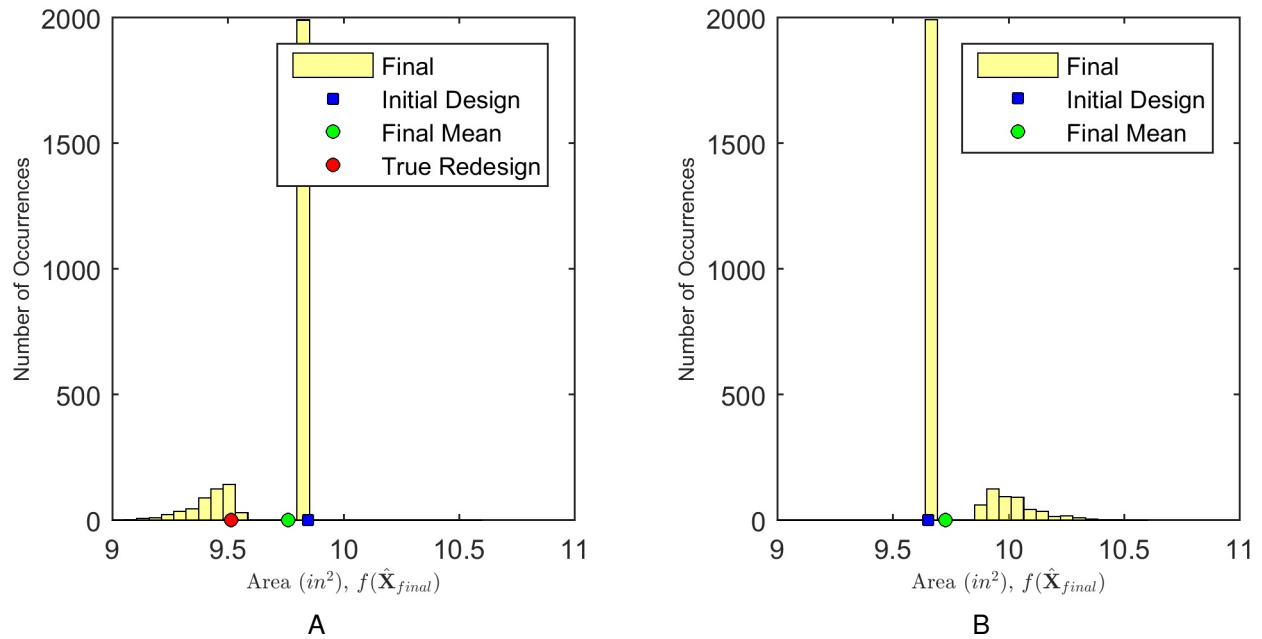 2000
1500
1000
500
0
Number of Occurrences
Final
Initial Design
Final Mean
True Redesign
9 9.5 10 10.5 11
Area (in²), f(X̂_final)
A
2000
1500
1000
500
0
Number of Occurrences
Final
Initial Design
Final Mean
9 9.5 10 10.5 11
Area (in²), f(X̂_final)
B